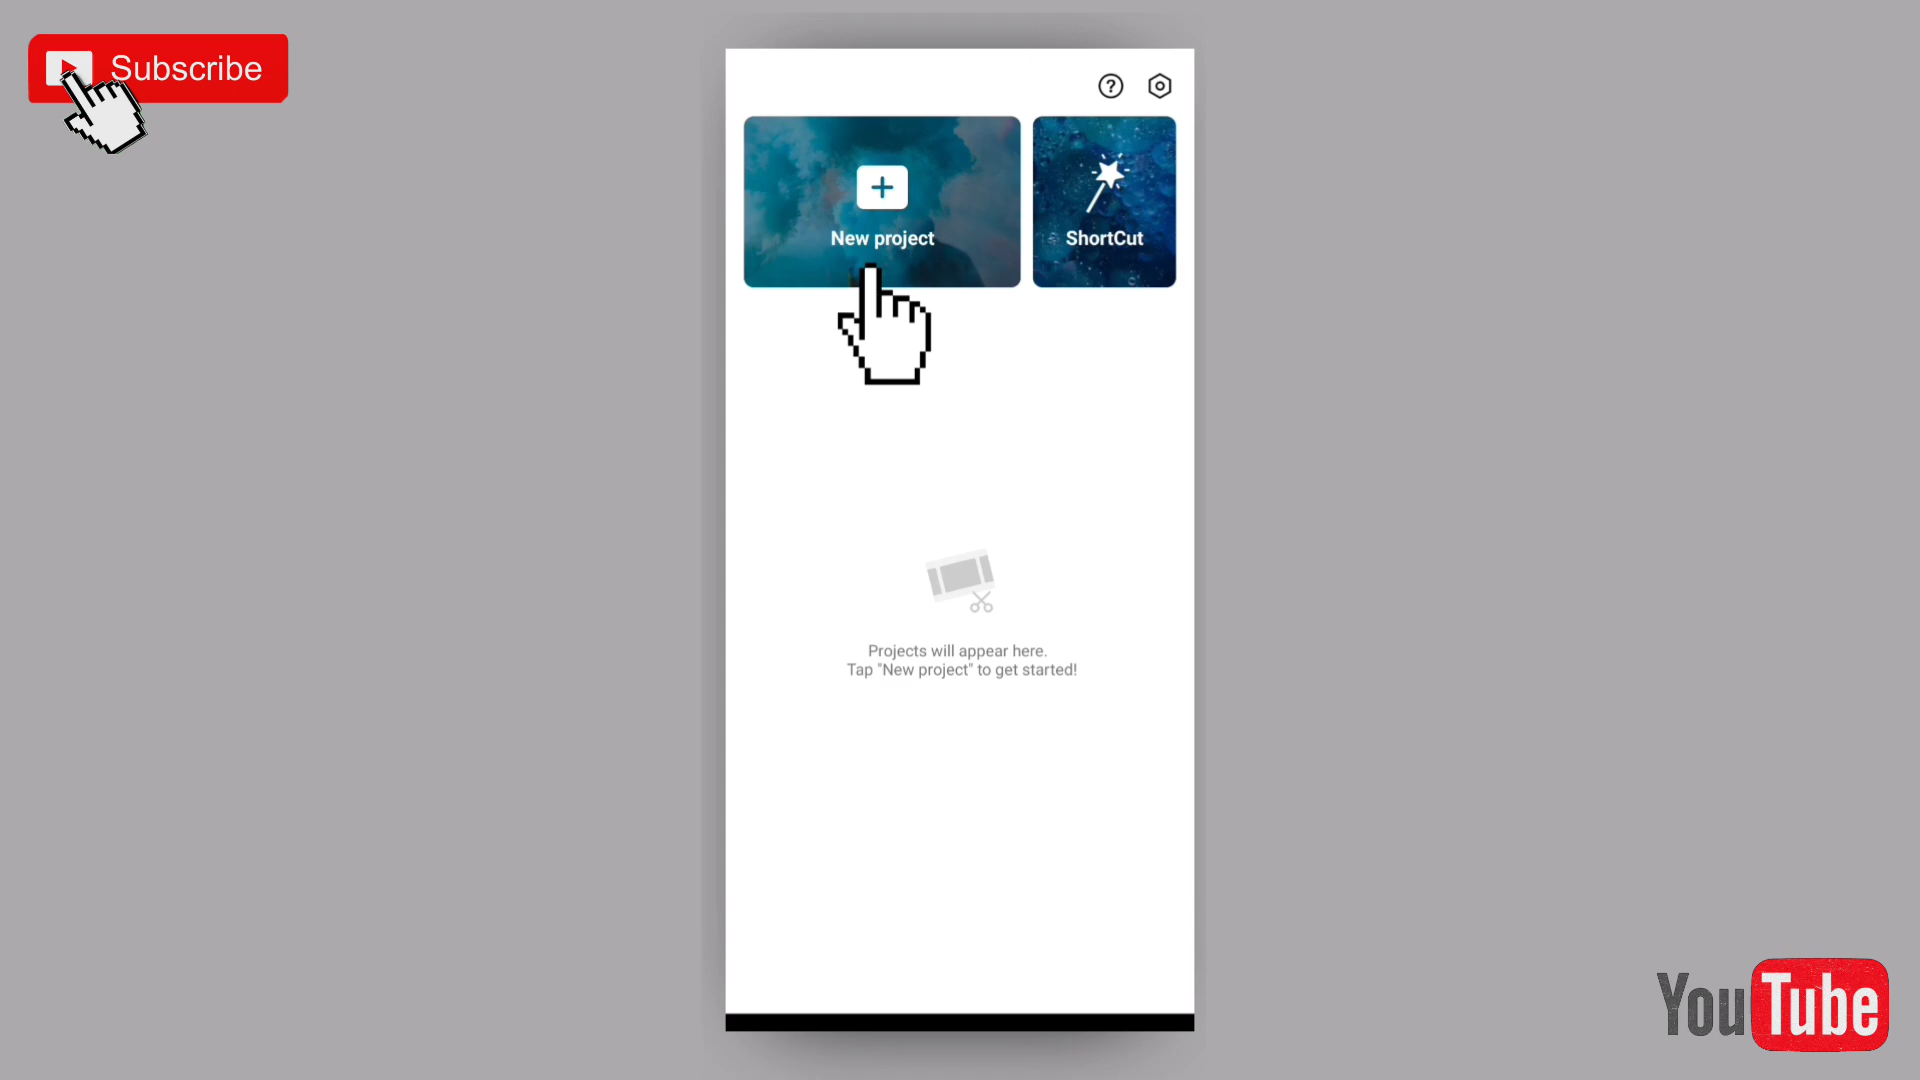 Subscribe
New project
ShortCut
Projects will appear here.
Tap "New project" to get started!
YouTube